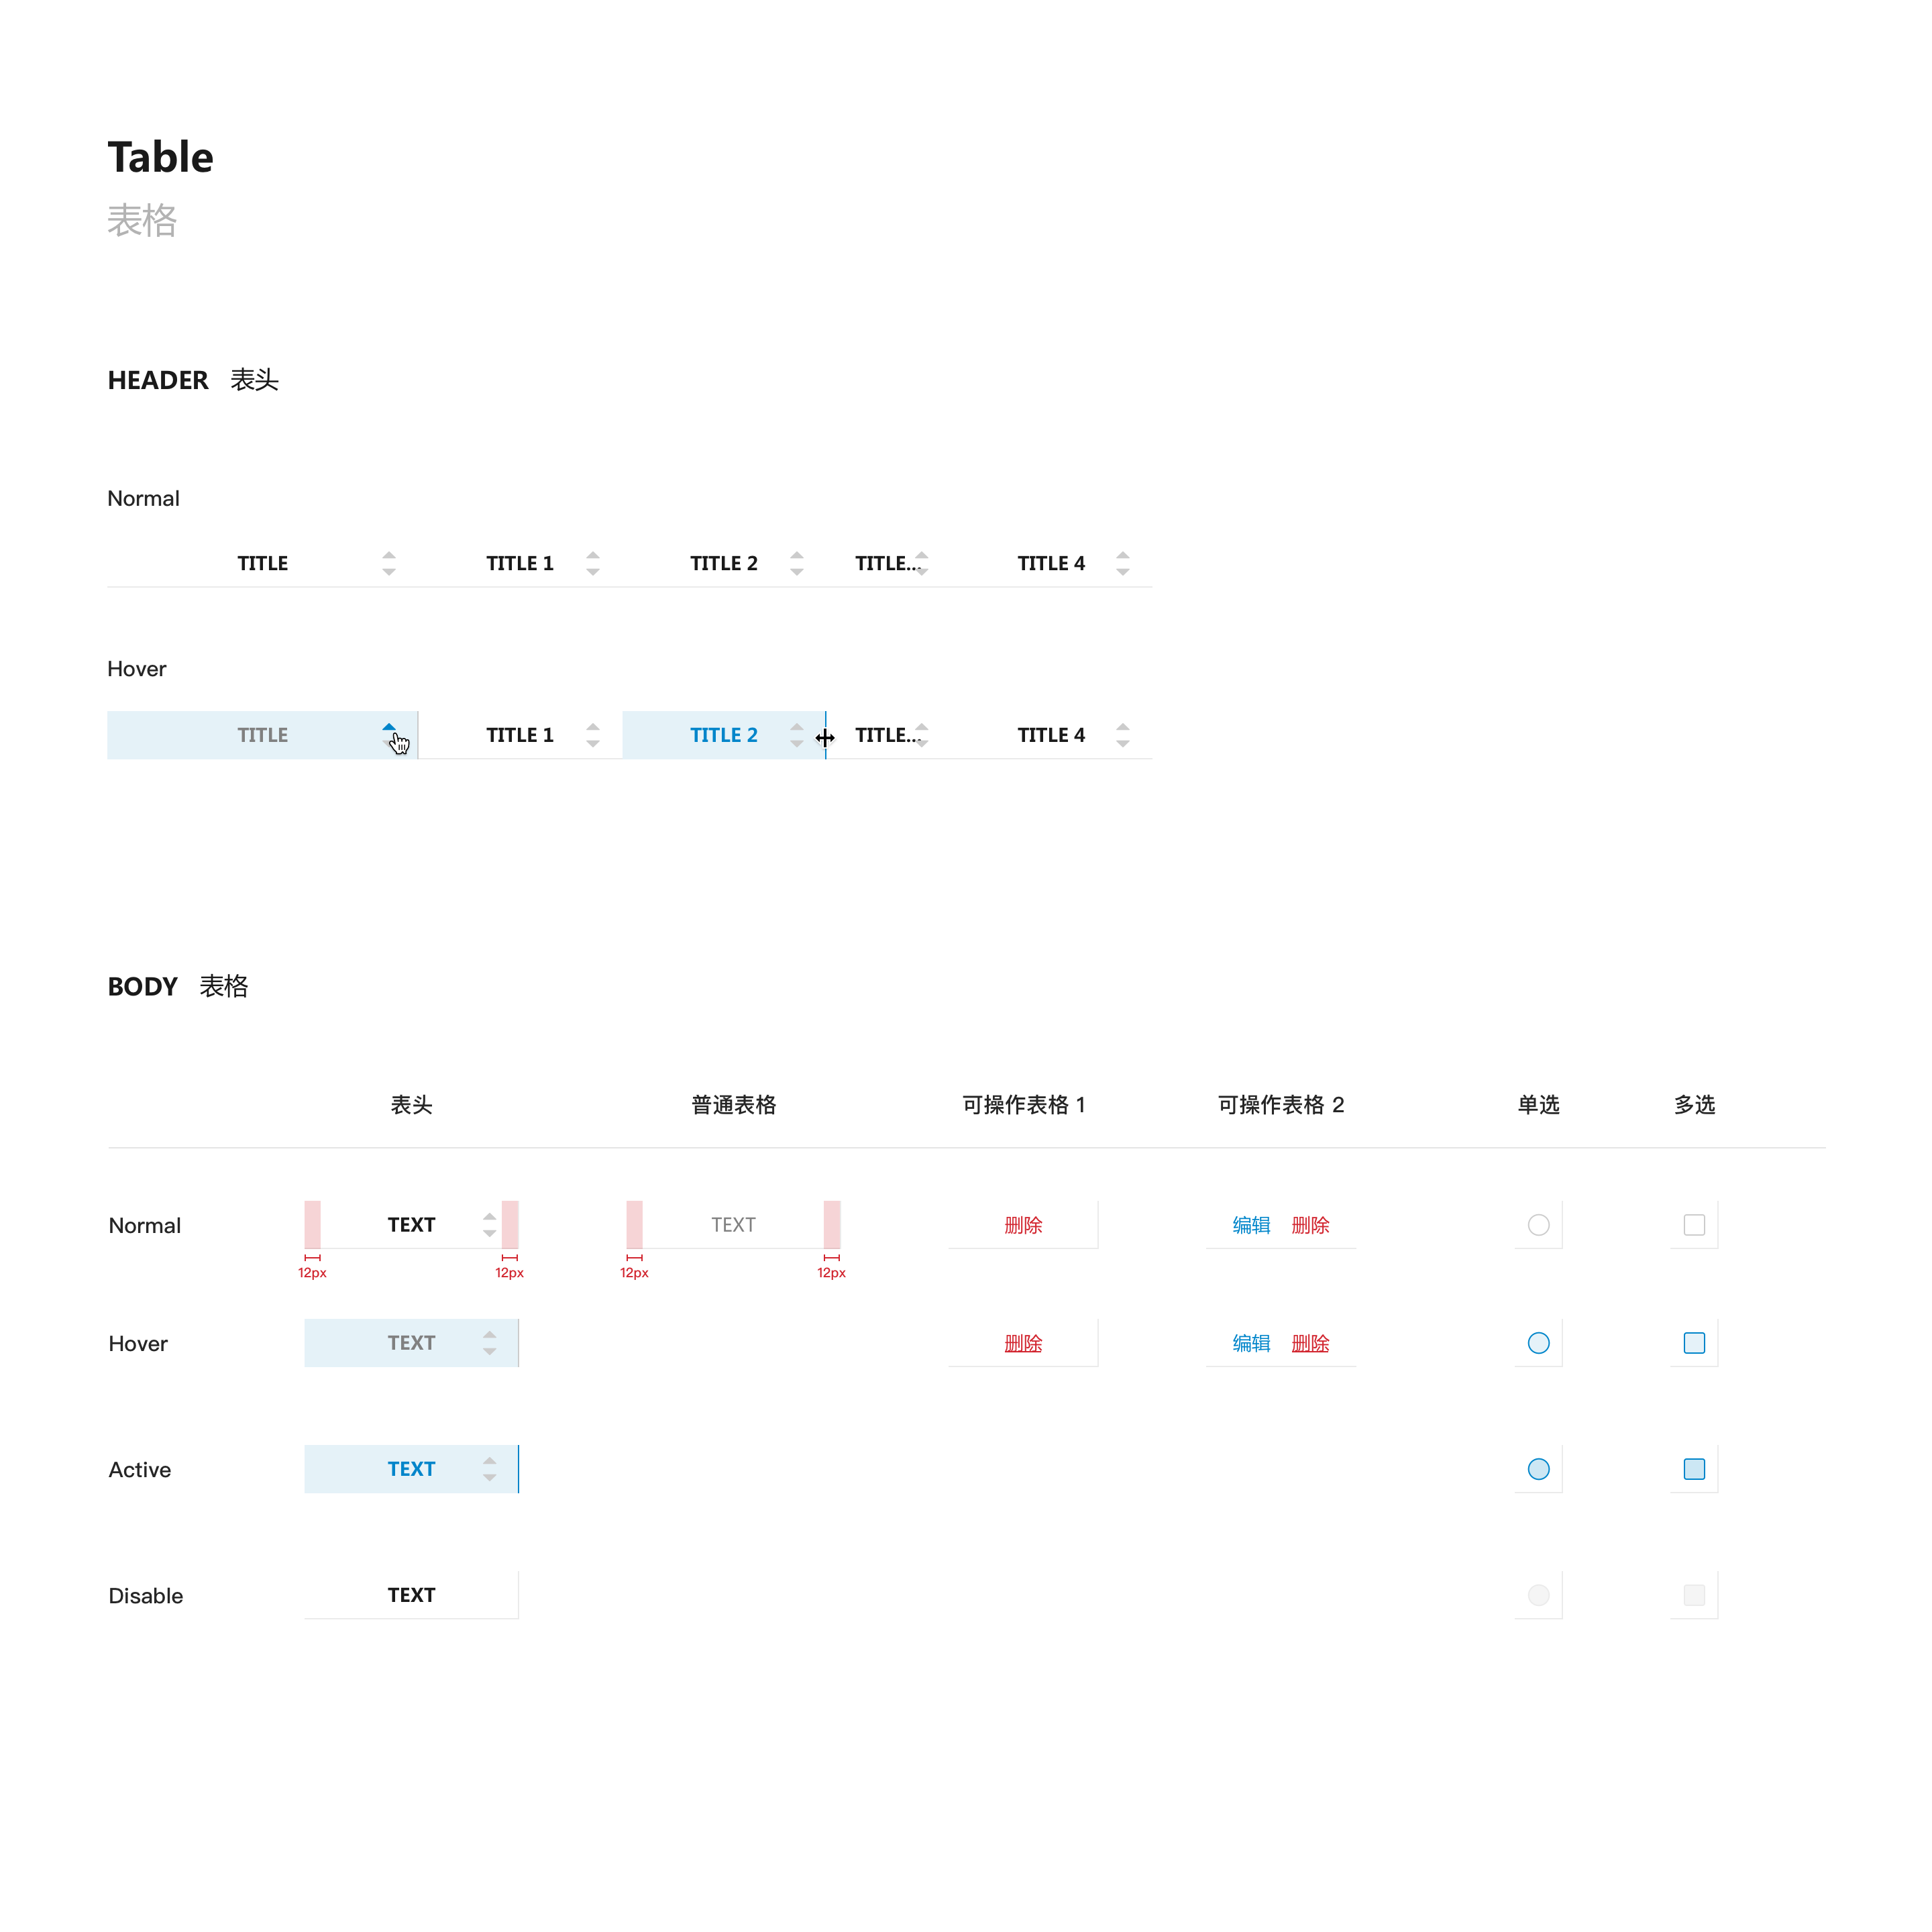 Table
表格
HEADER 表头
Normal
TITLE TITLE 1 TITLE 2 TITLE... TITLE 4
Hover
TITLE TITLE 1 TITLE 2 TITLE... TITLE 4
BODY 表格
表头 普通表格 可操作表格 1 可操作表格 2 单选 多选
Normal TEXT TEXT 删除 编辑 删除
12px 12px 12px 12px
Hover TEXT 删除 编辑 删除
Active TEXT
Disable TEXT